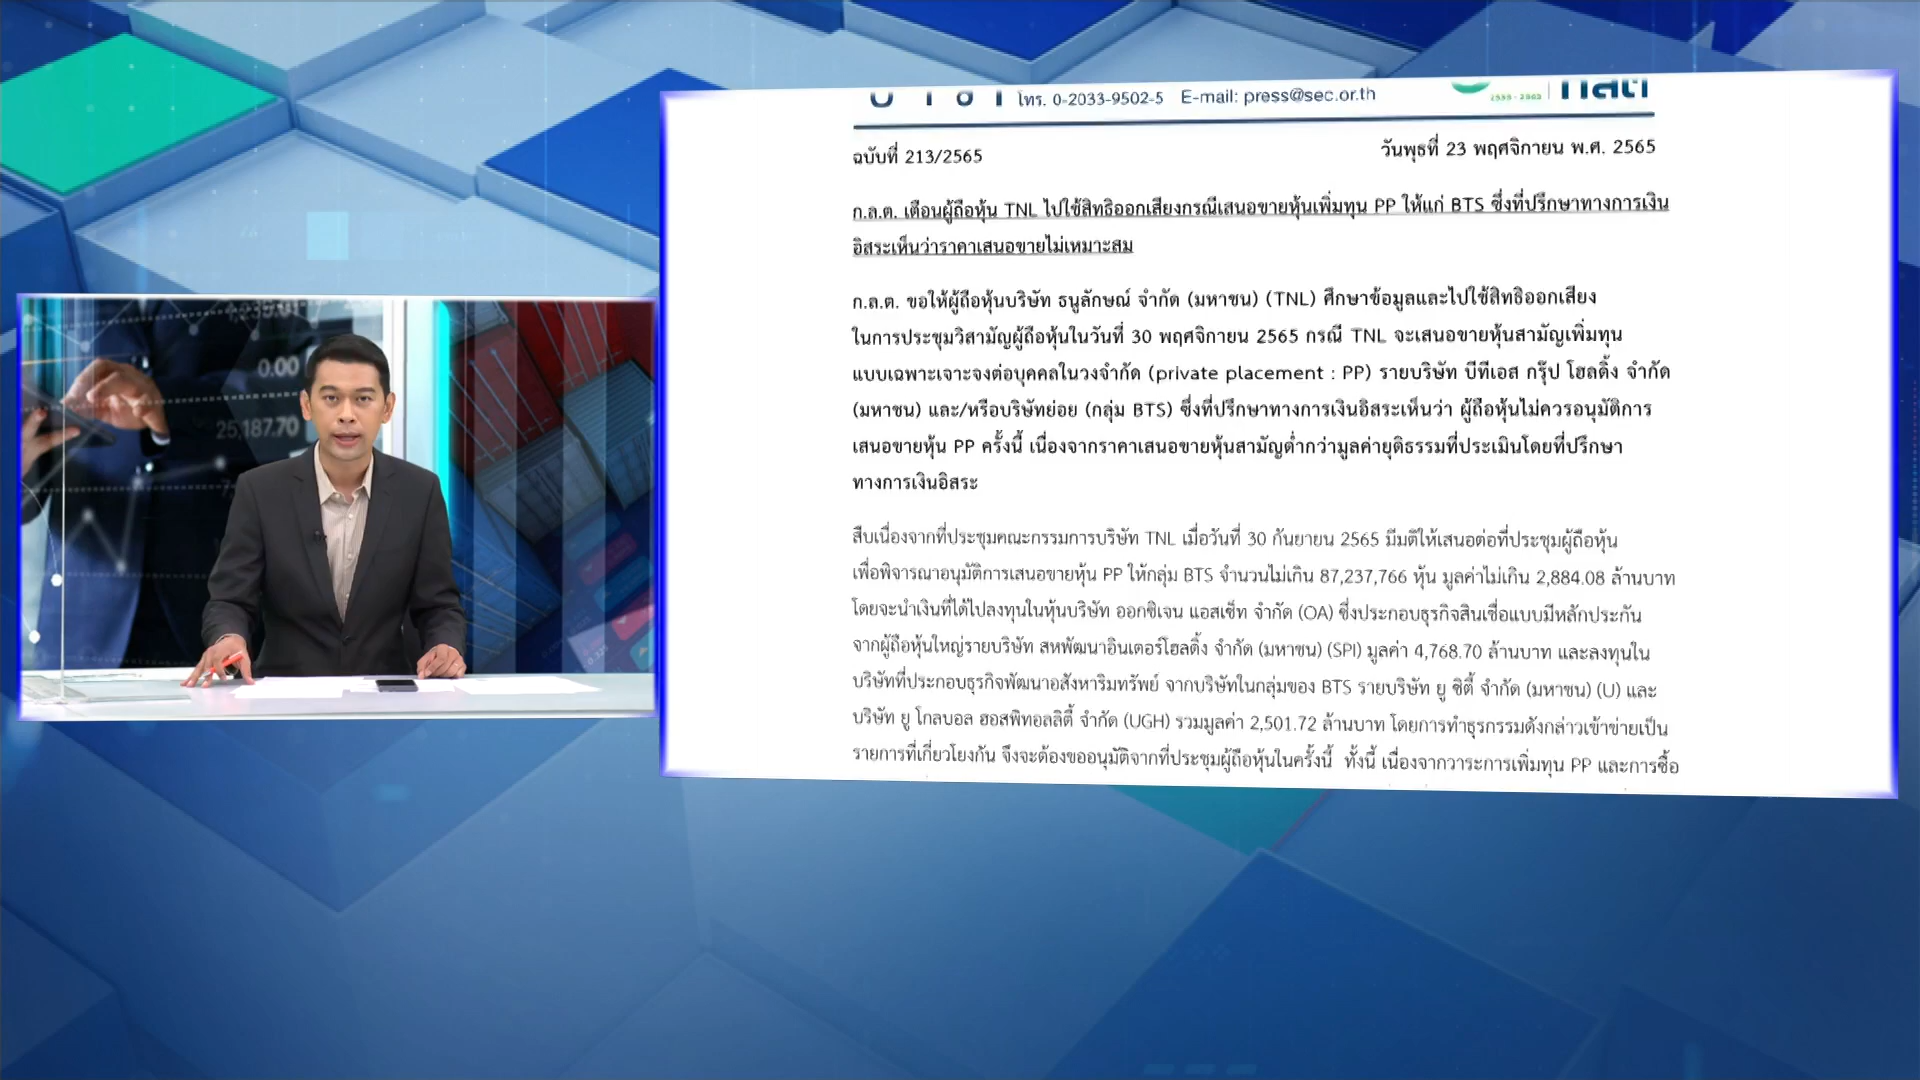 โทร. 0-2033-9502-5 E-mail: press@sec.or.th
ฉบับที่ 213/2565
วันพุธที่ 23 พฤศจิกายน พ.ศ. 2565
ก.ล.ต. เตือนผู้ถือหุ้น TNL ไปใช้สิทธิออกเสียงกรณีเสนอขายหุ้นเพิ่มทุน PP ให้แก่ BTS ซึ่งที่ปรึกษาทางการเงิน
อิสระเห็นว่าราคาเสนอขายไม่เหมาะสม
ก.ล.ต. ขอให้ผู้ถือหุ้นบริษัท ธนูลักษณ์ จำกัด (มหาชน) (TNL) ศึกษาข้อมูลและไปใช้สิทธิออกเสียง
ในการประชุมวิสามัญผู้ถือหุ้นในวันที่ 30 พฤศจิกายน 2565 กรณี TNL จะเสนอขายหุ้นสามัญเพิ่มทุน
แบบเฉพาะเจาะจงต่อบุคคลในวงจำกัด (private placement : PP) รายบริษัท บีทีเอส กรุ๊ป โฮลดิ้ง จำกัด
(มหาชน) และ/หรือบริษัทย่อย (กลุ่ม BTS) ซึ่งที่ปรึกษาทางการเงินอิสระเห็นว่า ผู้ถือหุ้นไม่ควรอนุมัติการ
เสนอขายหุ้น PP ครั้งนี้ เนื่องจากราคาเสนอขายหุ้นสามัญต่ำกว่ามูลค่ายุติธรรมที่ประเมินโดยที่ปรึกษา
ทางการเงินอิสระ
สืบเนื่องจากที่ประชุมคณะกรรมการบริษัท TNL เมื่อวันที่ 30 กันยายน 2565 มีมติให้เสนอต่อที่ประชุมผู้ถือหุ้น
เพื่อพิจารณาอนุมัติการเสนอขายหุ้น PP ให้กลุ่ม BTS จำนวนไม่เกิน 87,237,766 หุ้น มูลค่าไม่เกิน 2,884.08 ล้านบาท
โดยจะนำเงินที่ได้ไปลงทุนในหุ้นบริษัท ออกซิเจน แอสเซ็ท จำกัด (OA) ซึ่งประกอบธุรกิจสินเชื่อแบบมีหลักประกัน
จากผู้ถือหุ้นใหญ่รายบริษัท สหพัฒนาอินเตอร์โฮลดิ้ง จำกัด (มหาชน) (SPI) มูลค่า 4,768.70 ล้านบาท และลงทุนใน
บริษัทที่ประกอบธุรกิจพัฒนาอสังหาริมทรัพย์ จากบริษัทในกลุ่มของ BTS รายบริษัท ยู ซิตี้ จำกัด (มหาชน) (U) และ
บริษัท ยู โกลบอล ฮอสพิทอลลิตี้ จำกัด (UGH) รวมมูลค่า 2,501.72 ล้านบาท โดยการทำธุรกรรมดังกล่าวเข้าข่ายเป็น
รายการที่เกี่ยวโยงกัน จึงจะต้องขออนุมัติจากที่ประชุมผู้ถือหุ้นในครั้งนี้ ทั้งนี้ เนื่องจากวาระการเพิ่มทุน PP และการซื้อ
0.00
25,187.70